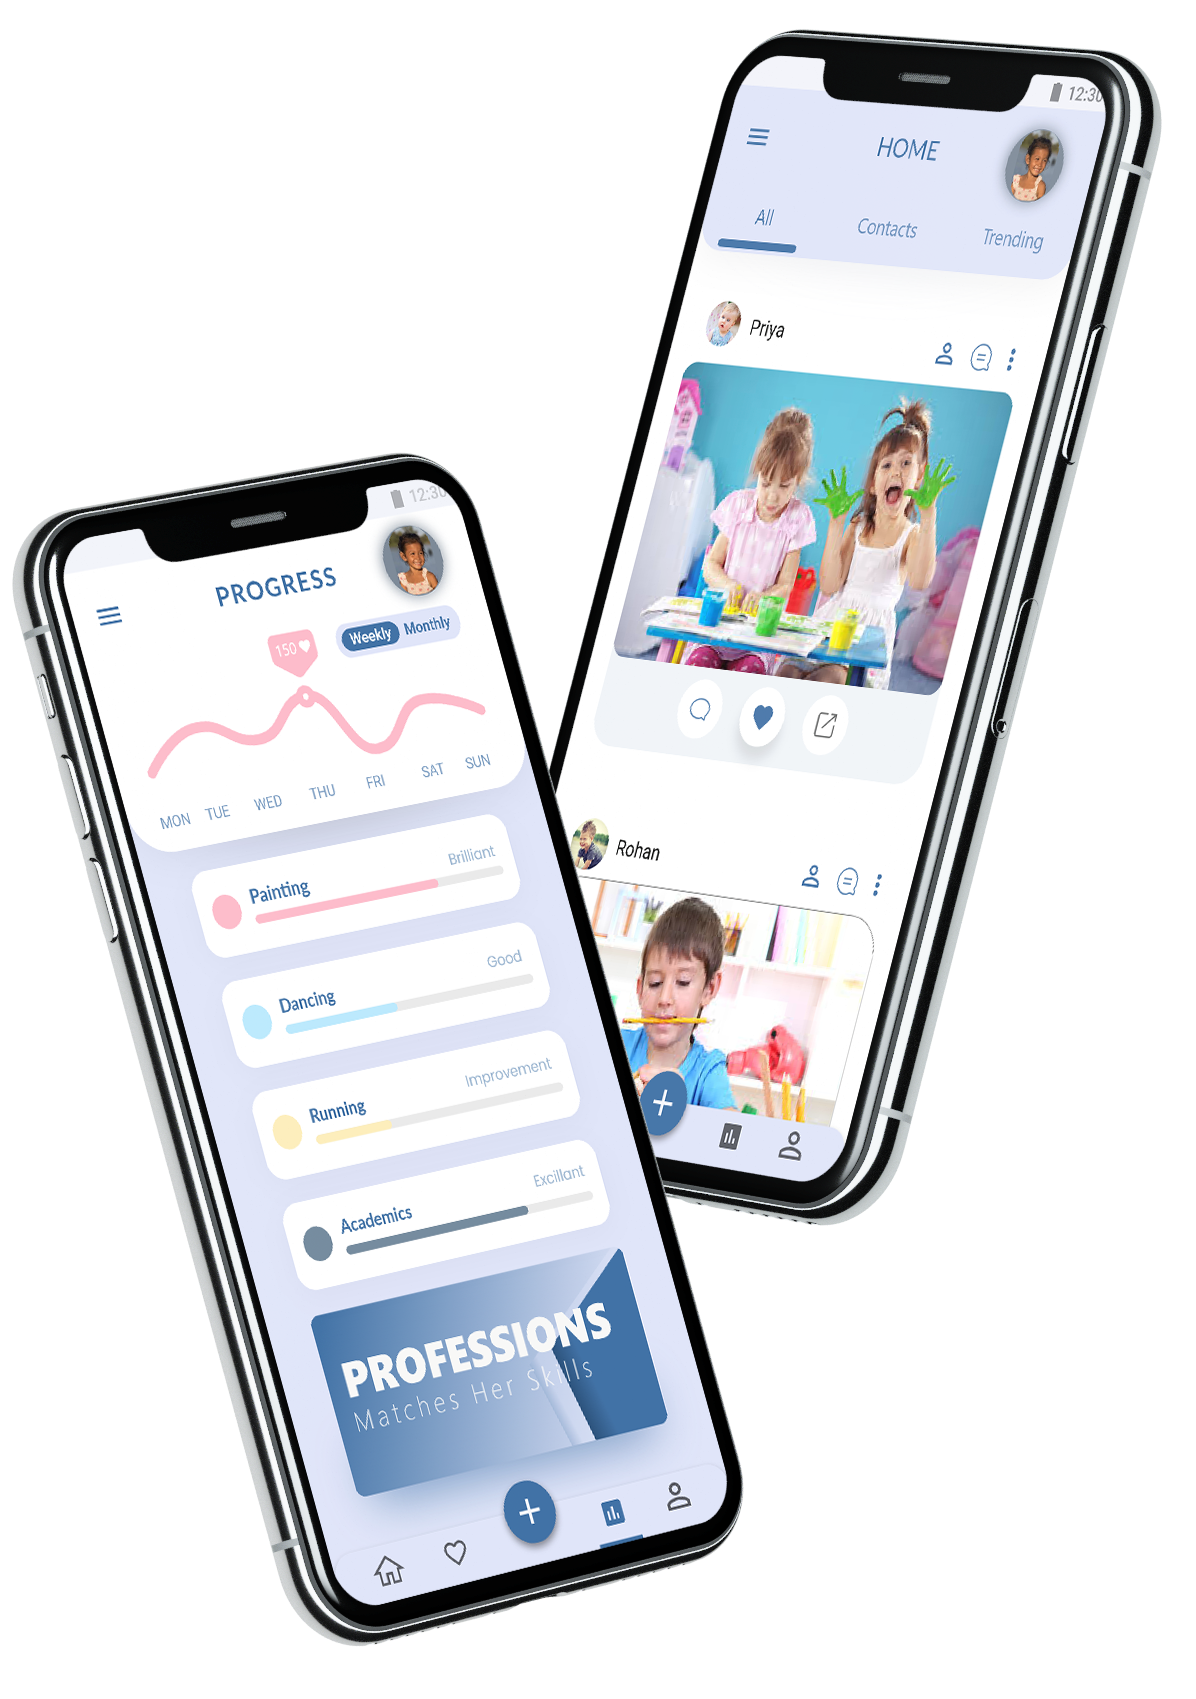 12:30
HOME
All Contacts Trending
Priya
Rohan
12:30
PROGRESS
Weekly Monthly
150
MON TUE WED THU FRI SAT SUN
Brilliant
Painting
Good
Dancing
Improvement
Running
Excillant
Academics
PROFESSIONS
Matches Her Skills